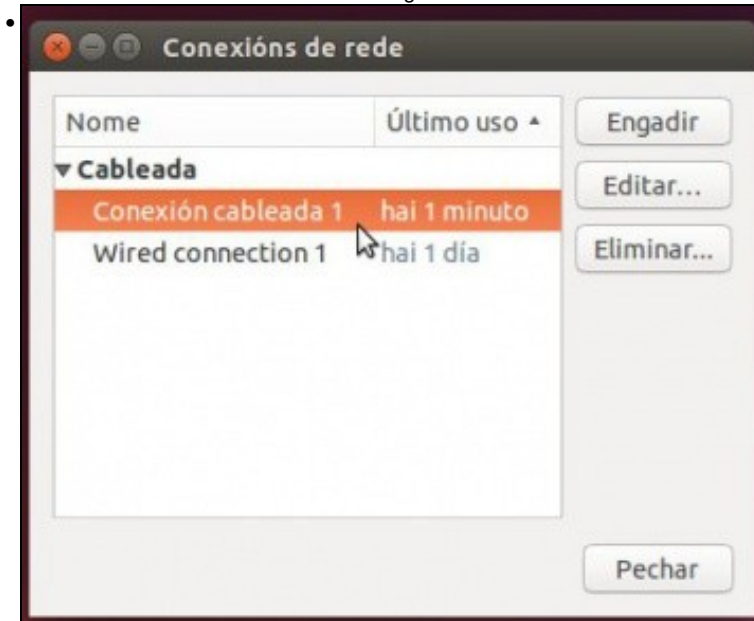 Conexións de rede
Nome Último uso
Engadir
Cableada
Editar...
Conexión cableada 1 hai 1 minuto
Wired connection 1 hai 1 día
Eliminar...
Pechar